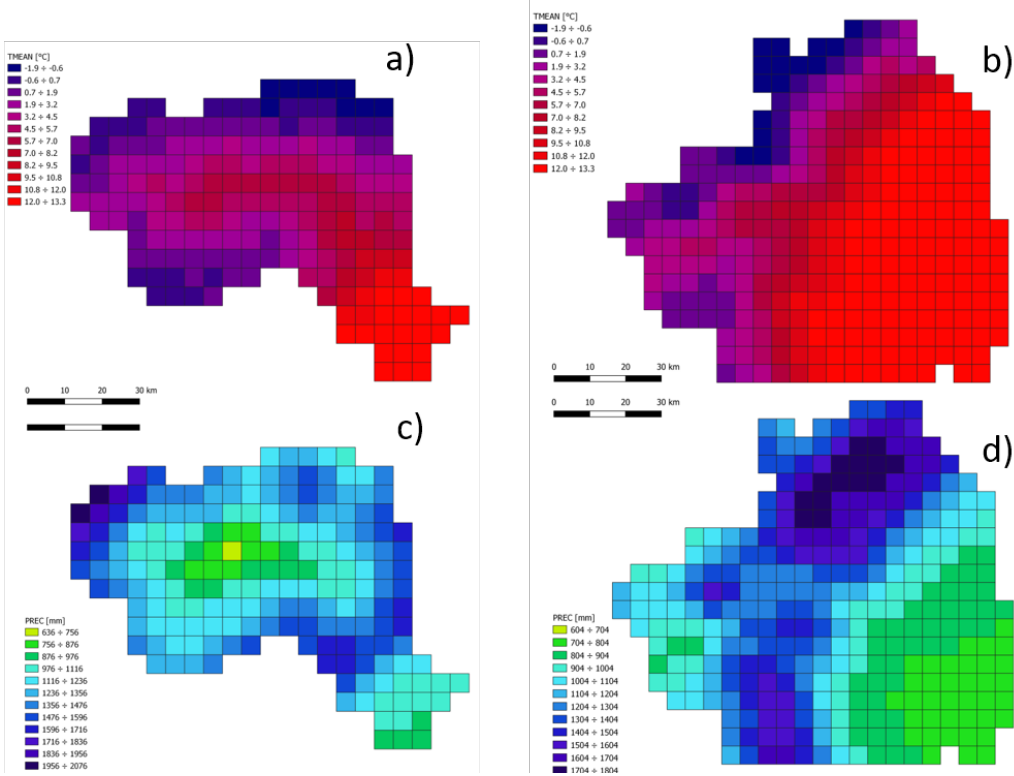 TMEAN [°C]
-1.9 ÷ -0.6
-0.6 ÷ 0.7
0.7 ÷ 1.9
1.9 ÷ 3.2
3.2 ÷ 4.5
4.5 ÷ 5.7
5.7 ÷ 7.0
7.0 ÷ 8.2
8.2 ÷ 9.5
9.5 ÷ 10.8
10.8 ÷ 12.0
12.0 ÷ 13.3
a)
0 10 20 30 km
TMEAN [°C]
-1.9 ÷ -0.6
-0.6 ÷ 0.7
0.7 ÷ 1.9
1.9 ÷ 3.2
3.2 ÷ 4.5
4.5 ÷ 5.7
5.7 ÷ 7.0
7.0 ÷ 8.2
8.2 ÷ 9.5
9.5 ÷ 10.8
10.8 ÷ 12.0
12.0 ÷ 13.3
b)
0 10 20 30 km
c)
PREC [mm]
636 ÷ 756
756 ÷ 876
876 ÷ 976
976 ÷ 1116
1116 ÷ 1236
1236 ÷ 1356
1356 ÷ 1476
1476 ÷ 1596
1596 ÷ 1716
1716 ÷ 1836
1836 ÷ 1956
1956 ÷ 2076
0 10 20 30 km
d)
PREC [mm]
604 ÷ 704
704 ÷ 804
804 ÷ 904
904 ÷ 1004
1004 ÷ 1104
1104 ÷ 1204
1204 ÷ 1304
1304 ÷ 1404
1404 ÷ 1504
1504 ÷ 1604
1604 ÷ 1704
1704 ÷ 1804